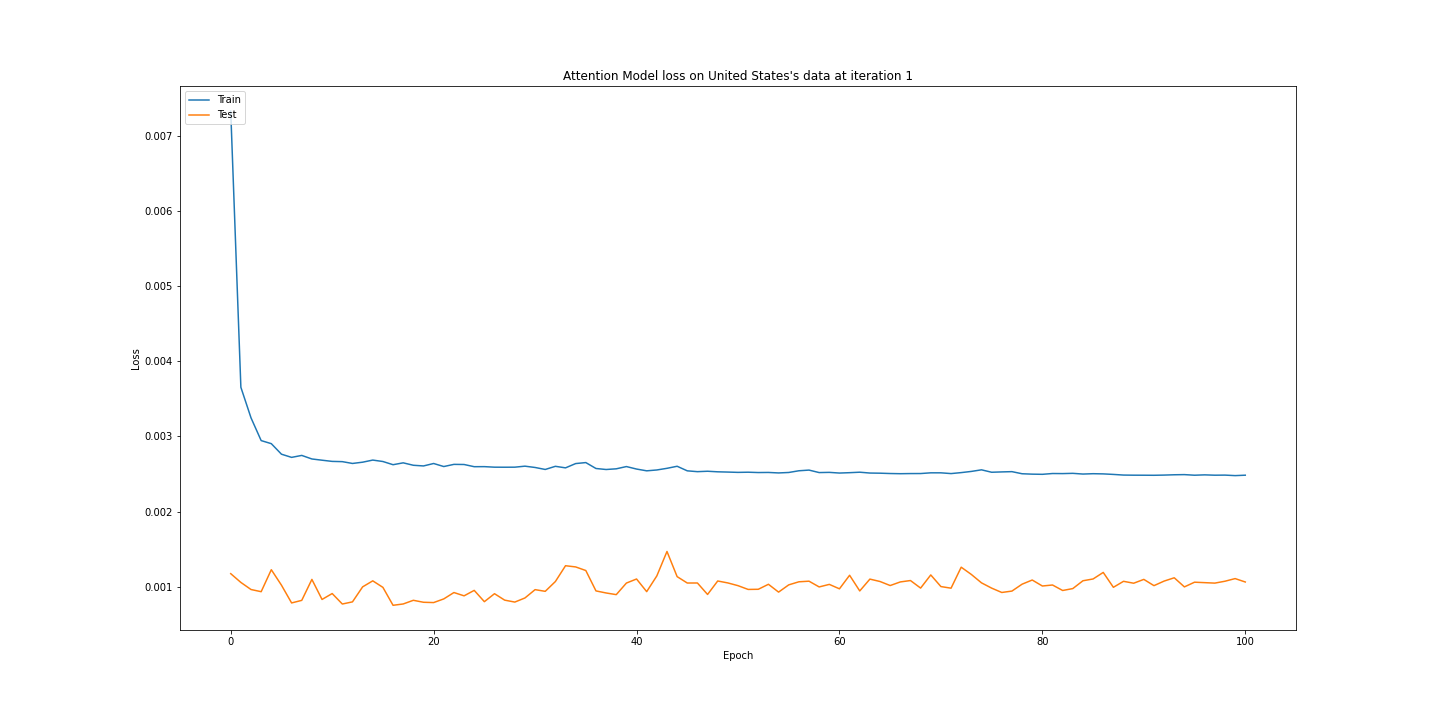 Attention Model loss on United States's data at iteration 1
Train
Test
0.007
0.006
0.005
0.004
0.003
0.002
0.001
Loss
0 20 40 60 80 100
Epoch